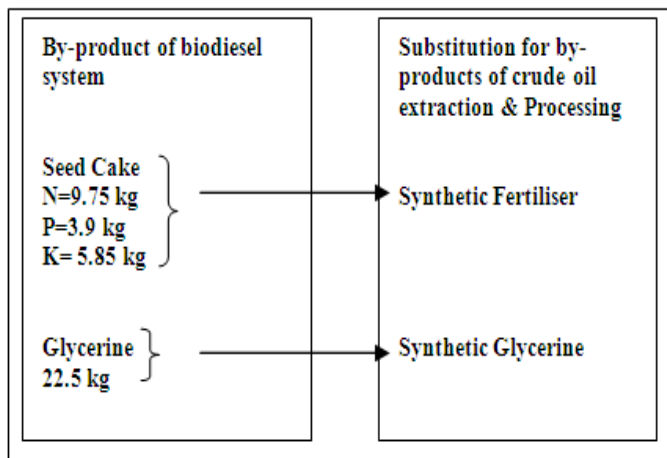 By-product of biodiesel
system
Seed Cake
N=9.75 kg
P=3.9 kg
K= 5.85 kg
Glycerine
22.5 kg
Substitution for by-
products of crude oil
extraction & Processing
Synthetic Fertiliser
Synthetic Glycerine